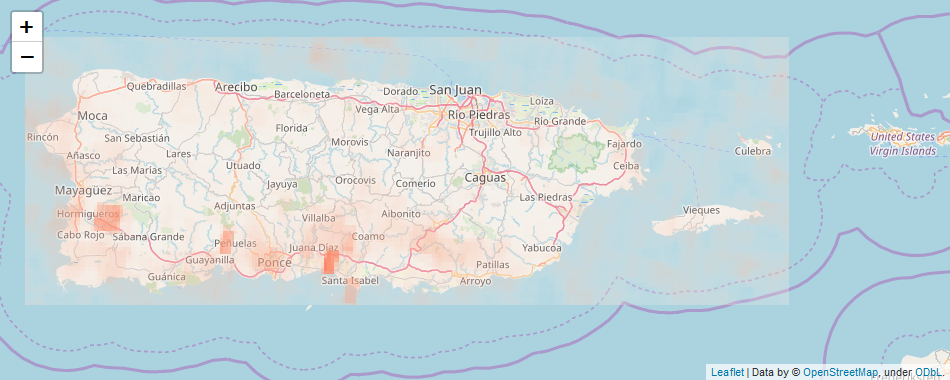 +
−
Quebradillas
Arecibo
Barceloneta
Dorado
San Juan
Vega Alta
Loiza
Moca
Río Piedras
Río Grande
Florida
Trujillo Alto
Rincón
San Sebastián
Morovis
Fajardo
United States
Virgin Islands
Añasco
Lares
Naranjito
Culebra
Las Marías
Utuado
Ceiba
Mayagüez
Jayuya
Orocovis
Comerio
Caguas
Maricao
Las Piedras
Adjuntas
Hormigueros
Villalba
Aibonito
Vieques
Cabo Rojo
Sábana Grande
Coamo
Peñuelas
Juana Díaz
Yabucoa
Guayanilla
Ponce
Patillas
Guánica
Santa Isabel
Arroyo
Leaflet | Data by © OpenStreetMap, under ODbL.